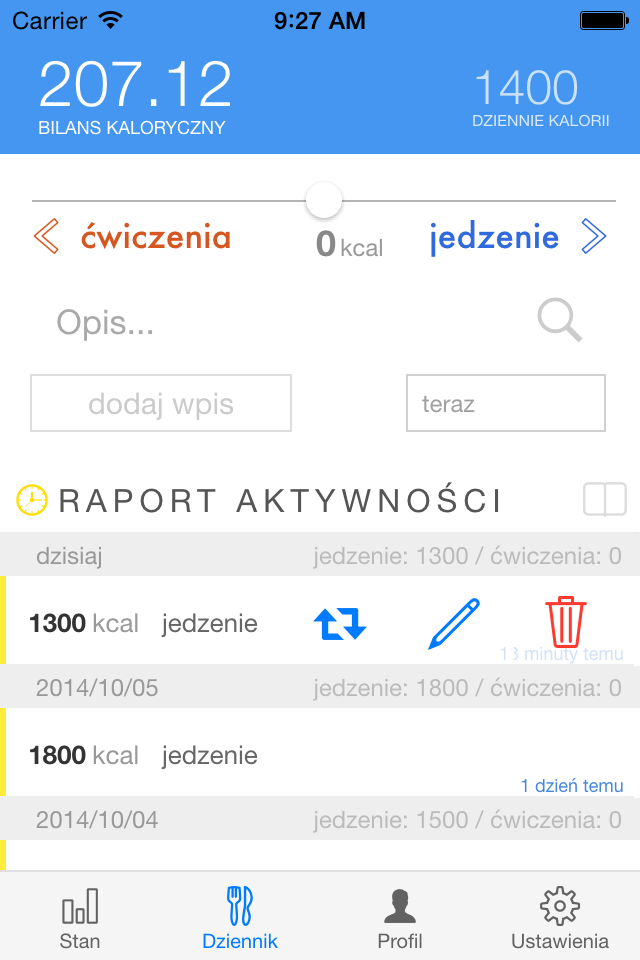 Carrier 9:27 AM
207.12 1400
BILANS KALORYCZNY DZIENNIE KALORII
ćwiczenia 0 kcal jedzenie
Opis...
dodaj wpis teraz
RAPORT AKTYWNOŚCI
dzisiaj jedzenie: 1300 / ćwiczenia: 0
1300 kcal jedzenie
13 minuty temu
2014/10/05 jedzenie: 1800 / ćwiczenia: 0
1800 kcal jedzenie
1 dzień temu
2014/10/04 jedzenie: 1500 / ćwiczenia: 0
Stan Dziennik Profil Ustawienia